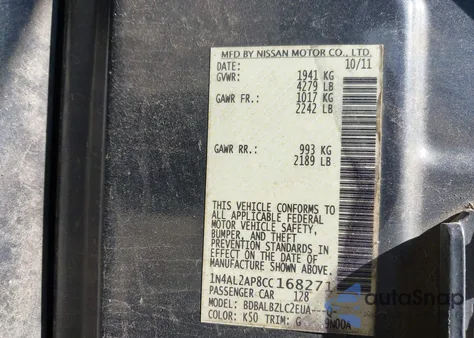 MFD BY NISSAN MOTOR CO., LTD.
DATE: 10/11
GVWR: 1941 KG
4279 LB
GAWR FR.: 1017 KG
2242 LB
GAWR RR.: 993 KG
2189 LB
THIS VEHICLE CONFORMS TO
ALL APPLICABLE FEDERAL
MOTOR VEHICLE SAFETY,
BUMPER, AND THEFT
PREVENTION STANDARDS IN
EFFECT ON THE DATE OF
MANUFACTURE SHOWN ABOVE.
1N4AL2AP8CC168271
PASSENGER CAR 128
MODEL: BDBALBZLC2EUA
COLOR: K50 TRIM: G
autoSnap